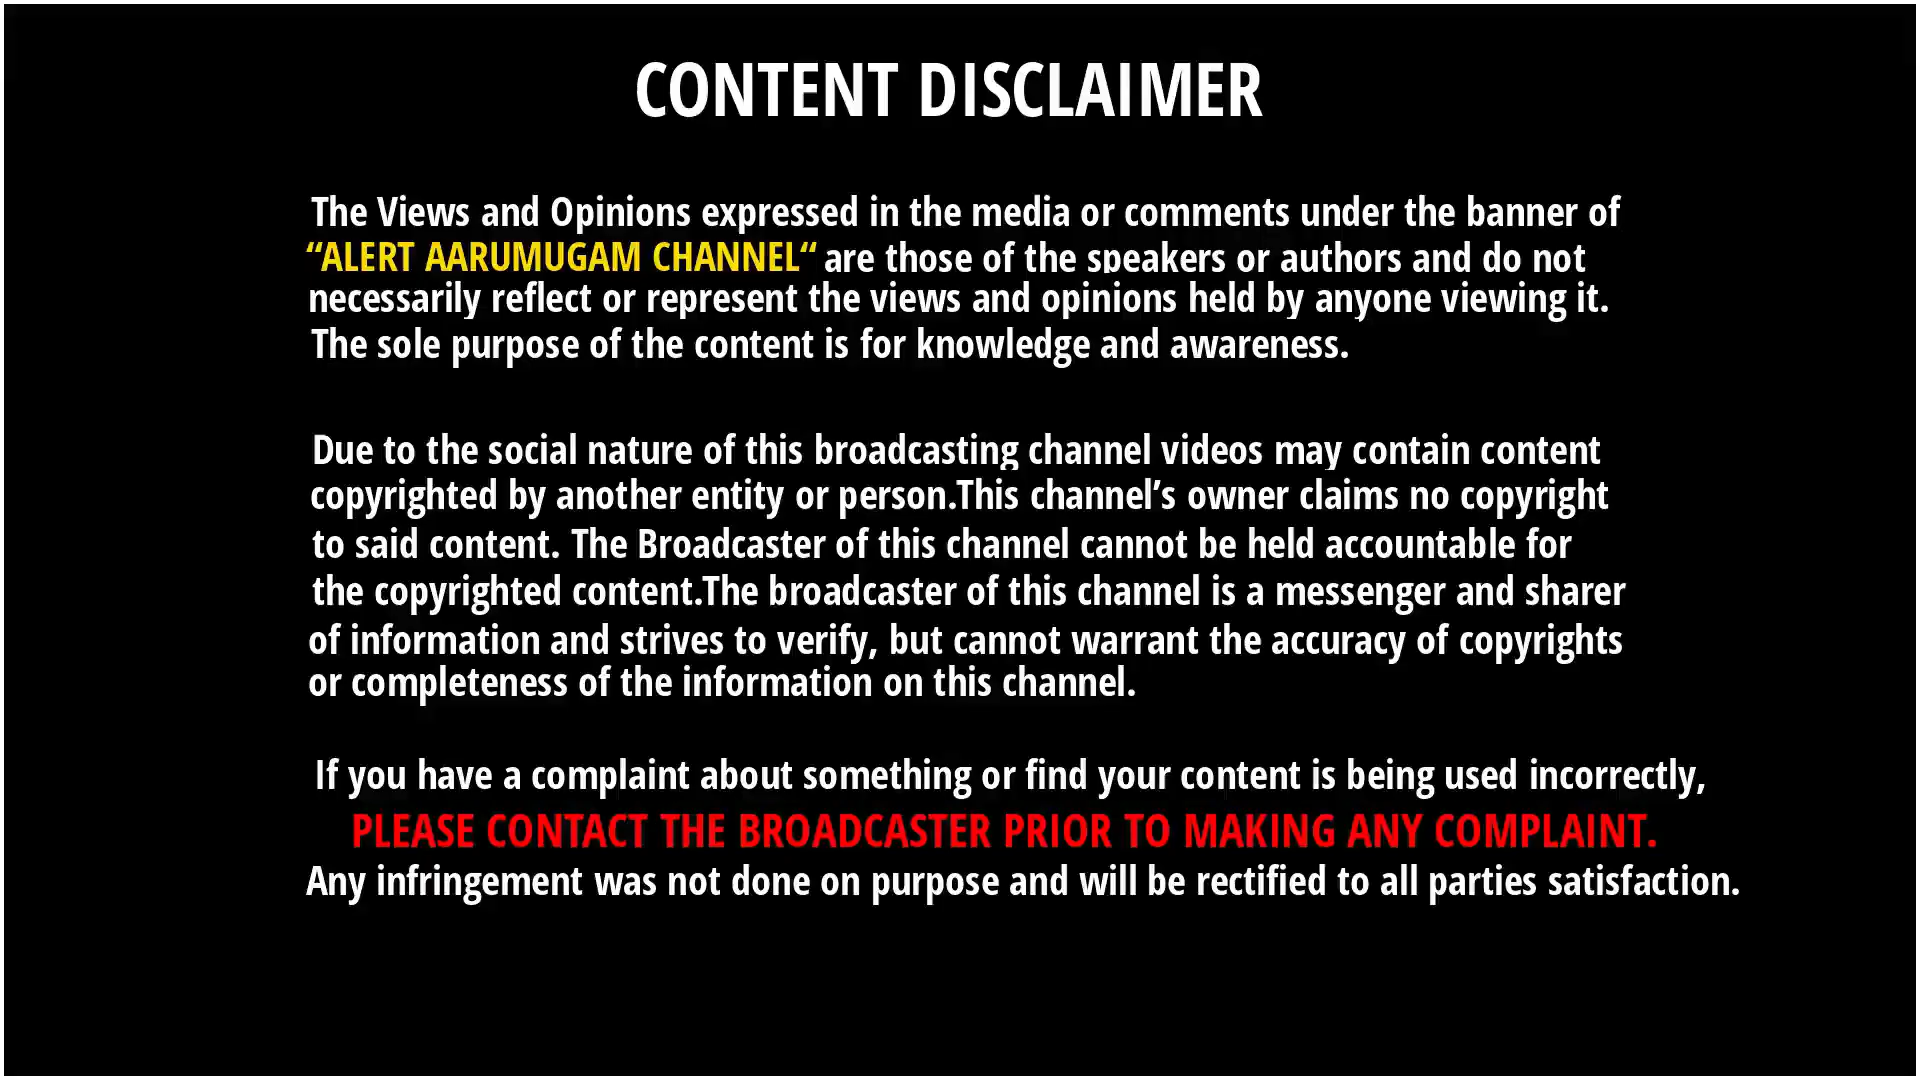 CONTENT DISCLAIMER
The Views and Opinions expressed in the media or comments under the banner of
“ALERT AARUMUGAM CHANNEL“ are those of the speakers or authors and do not
necessarily reflect or represent the views and opinions held by anyone viewing it.
The sole purpose of the content is for knowledge and awareness.
Due to the social nature of this broadcasting channel videos may contain content
copyrighted by another entity or person.This channel’s owner claims no copyright
to said content. The Broadcaster of this channel cannot be held accountable for
the copyrighted content.The broadcaster of this channel is a messenger and sharer
of information and strives to verify, but cannot warrant the accuracy of copyrights
or completeness of the information on this channel.
If you have a complaint about something or find your content is being used incorrectly,
PLEASE CONTACT THE BROADCASTER PRIOR TO MAKING ANY COMPLAINT.
Any infringement was not done on purpose and will be rectified to all parties satisfaction.